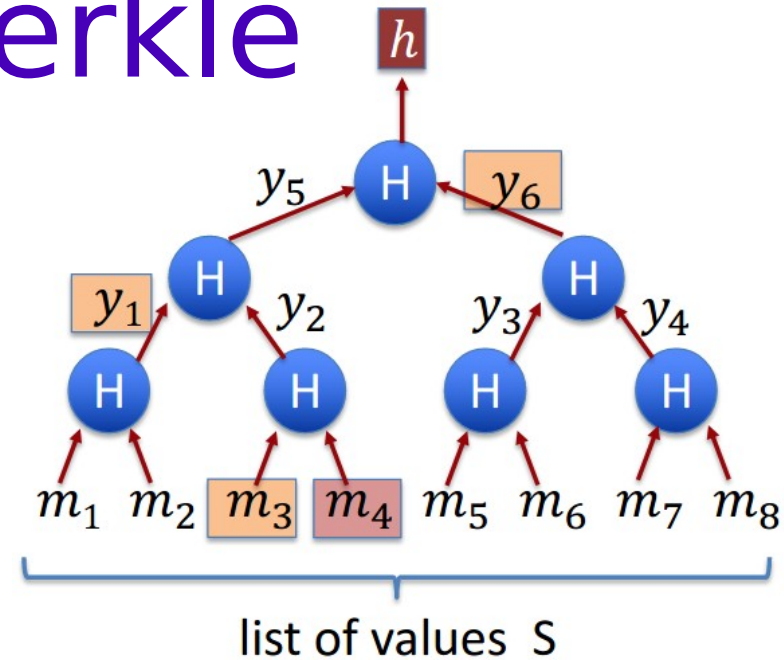 erkle
h
H
y₅ y₆
H H
y₁ y₂ y₃ y₄
H H H H
m₁ m₂ m₃ m₄ m₅ m₆ m₇ m₈
list of values S